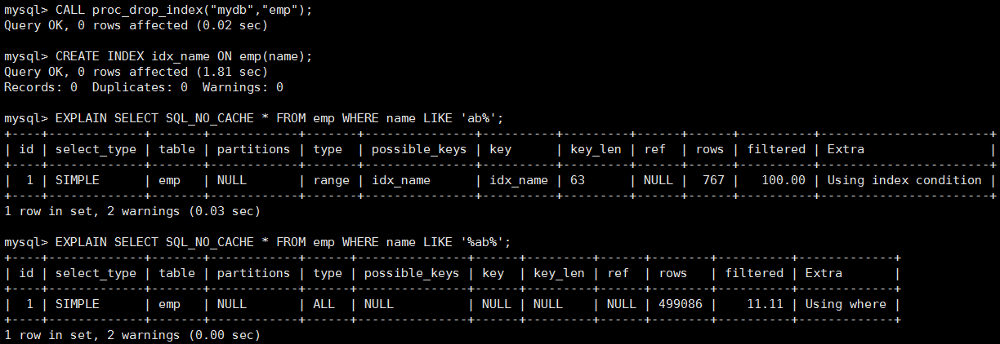 mysql> CALL proc_drop_index("mydb","emp");
Query OK, 0 rows affected (0.02 sec)

mysql> CREATE INDEX idx_name ON emp(name);
Query OK, 0 rows affected (1.81 sec)
Records: 0  Duplicates: 0  Warnings: 0

mysql> EXPLAIN SELECT SQL_NO_CACHE * FROM emp WHERE name LIKE 'ab%';
+----+-------------+-------+------------+-------+---------------+----------+---------+------+------+----------+-----------------------+
| id | select_type | table | partitions | type  | possible_keys | key      | key_len | ref  | rows | filtered | Extra                 |
+----+-------------+-------+------------+-------+---------------+----------+---------+------+------+----------+-----------------------+
|  1 | SIMPLE      | emp   | NULL       | range | idx_name      | idx_name | 63      | NULL |  767 |   100.00 | Using index condition |
+----+-------------+-------+------------+-------+---------------+----------+---------+------+------+----------+-----------------------+
1 row in set, 2 warnings (0.03 sec)

mysql> EXPLAIN SELECT SQL_NO_CACHE * FROM emp WHERE name LIKE '%ab%';
+----+-------------+-------+------------+------+---------------+------+---------+------+--------+----------+-------------+
| id | select_type | table | partitions | type | possible_keys | key  | key_len | ref  | rows   | filtered | Extra       |
+----+-------------+-------+------------+------+---------------+------+---------+------+--------+----------+-------------+
|  1 | SIMPLE      | emp   | NULL       | ALL  | NULL          | NULL | NULL    | NULL | 499086 |    11.11 | Using where |
+----+-------------+-------+------------+------+---------------+------+---------+------+--------+----------+-------------+
1 row in set, 2 warnings (0.00 sec)